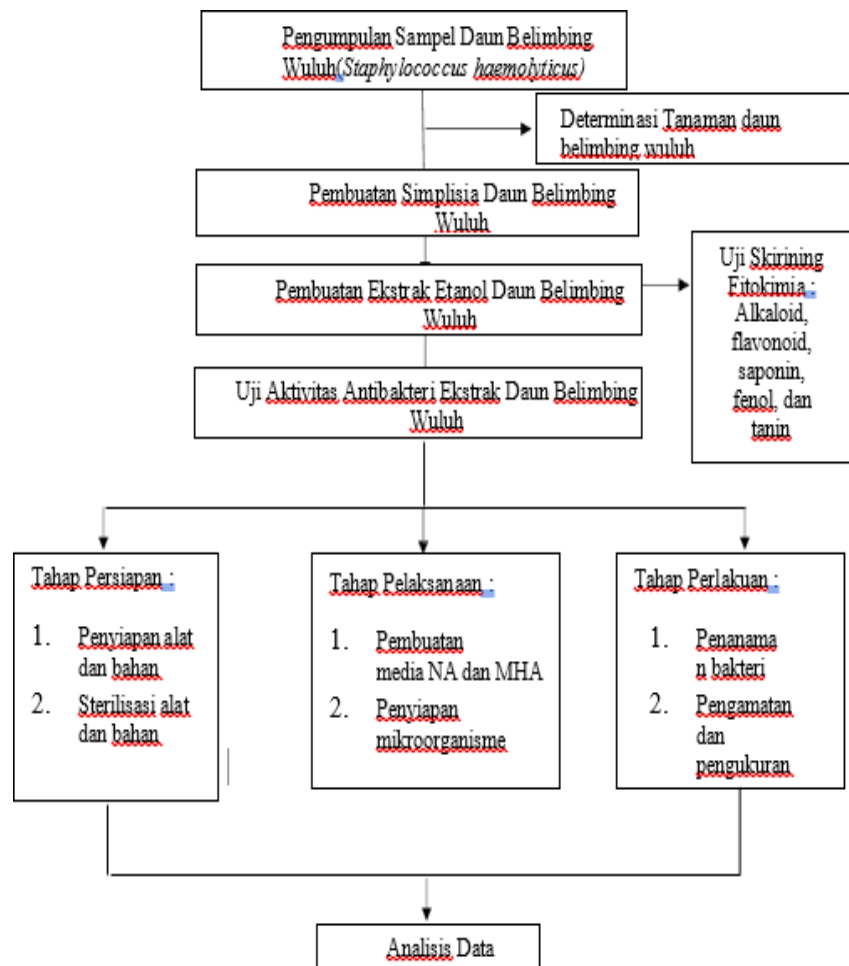 Pengumpulan Sampel Daun Belimbing
Wuluh(Staphylococcus haemolyticus)
Determinasi Tanaman daun
belimbing wuluh
Pembuatan Simplisia Daun Belimbing
Wuluh
Uji Skirining
Fitokimia :
Alkaloid,
flavonoid,
saponin,
fenol, dan
tanin
Pembuatan Ekstrak Etanol Daun Belimbing
Wuluh
Uji Aktivitas Antibakteri Ekstrak Daun Belimbing
Wuluh
Tahap Persiapan :
1. Penyiapan alat
dan bahan
2. Sterilisasi alat
dan bahan
Tahap Pelaksanaan :
1. Pembuatan
media NA dan MHA
2. Penyiapan
mikroorganisme
Tahap Perlakuan :
1. Penanama
n bakteri
2. Pengamatan
dan
pengukuran
Analisis Data